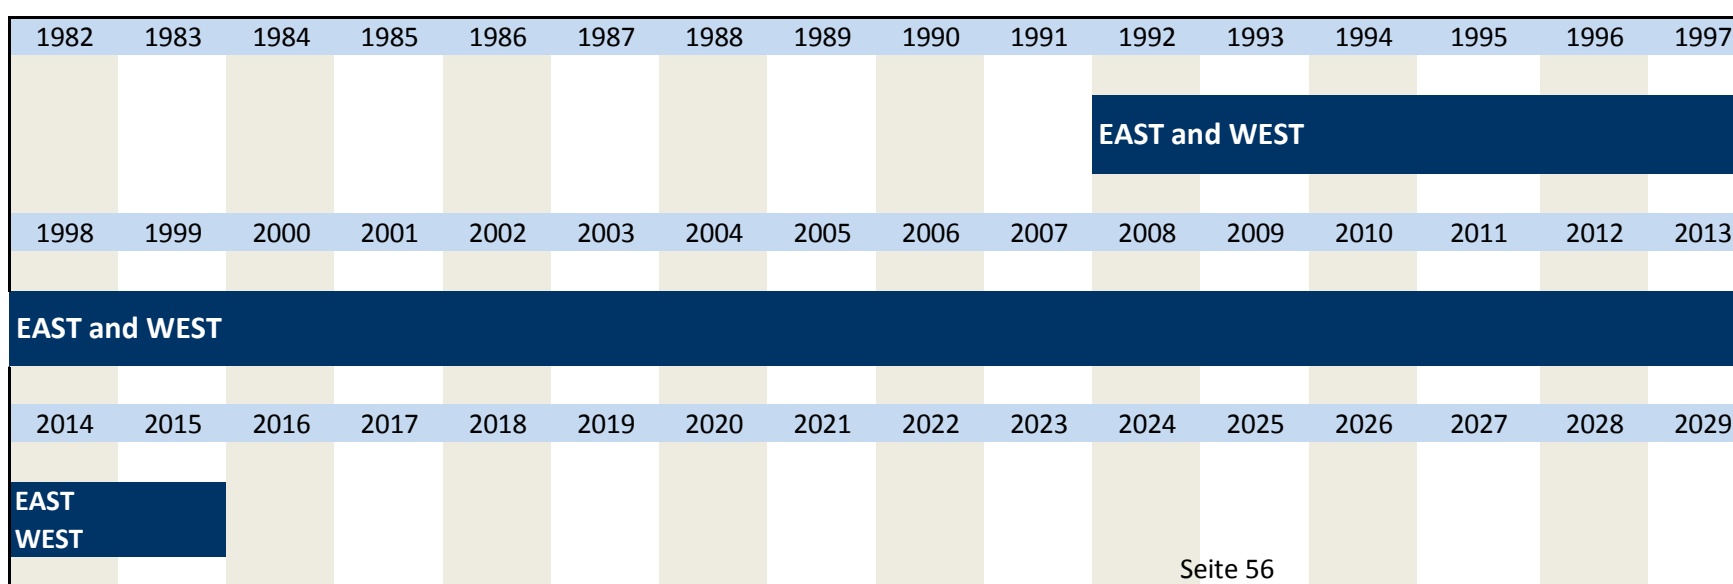 1982 1983 1984 1985 1986 1987 1988 1989 1990 1991 1992 1993 1994 1995 1996 1997
EAST and WEST
1998 1999 2000 2001 2002 2003 2004 2005 2006 2007 2008 2009 2010 2011 2012 2013
EAST and WEST
2014 2015 2016 2017 2018 2019 2020 2021 2022 2023 2024 2025 2026 2027 2028 2029
EAST
WEST
Seite 56